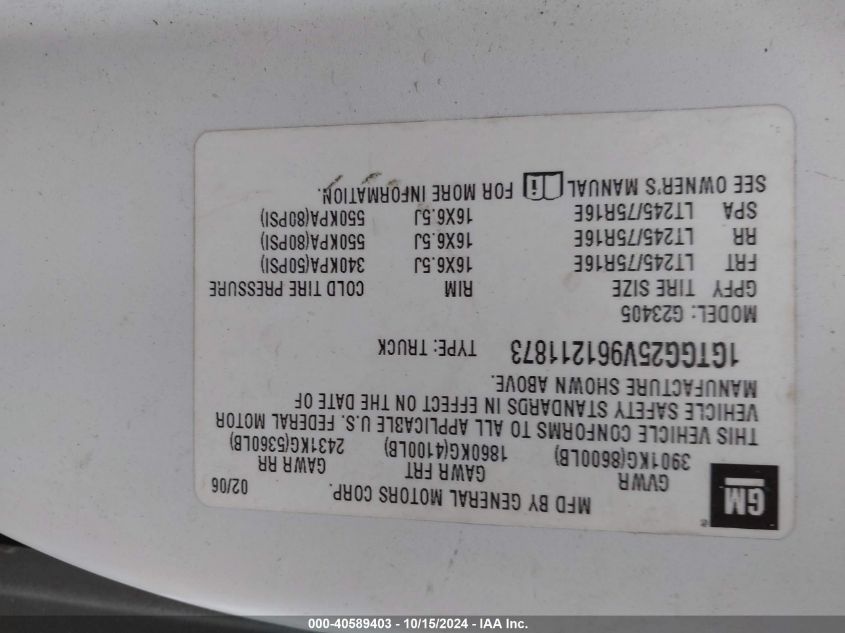 GM ®
MFD BY GENERAL MOTORS CORP. 02/06
GVWR GAWR FRT GAWR RR
3901KG(8600LB) 1860KG(4100LB) 2431KG(5360LB)
THIS VEHICLE CONFORMS TO ALL APPLICABLE U.S. FEDERAL MOTOR
VEHICLE SAFETY STANDARDS IN EFFECT ON THE DATE OF
MANUFACTURE SHOWN ABOVE.
1GTGG25V961211873 TYPE: TRUCK
MODEL: G23405
GPFY TIRE SIZE RIM COLD TIRE PRESSURE
FRT LT245/75R16E 16X6.5J 340KPA(50PSI)
RR LT245/75R16E 16X6.5J 550KPA(80PSI)
SPA LT245/75R16E 16X6.5J 550KPA(80PSI)
SEE OWNER'S MANUAL i FOR MORE INFORMATION.
000-40589403 - 10/15/2024 - IAA Inc.